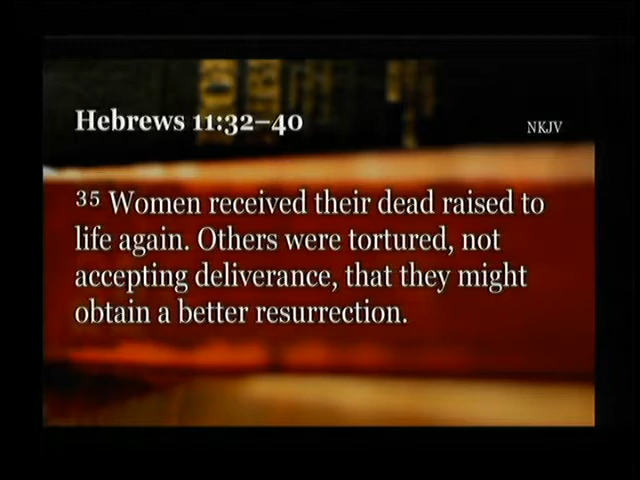 Hebrews 11:32–40
NKJV
35 Women received their dead raised to
life again. Others were tortured, not
accepting deliverance, that they might
obtain a better resurrection.